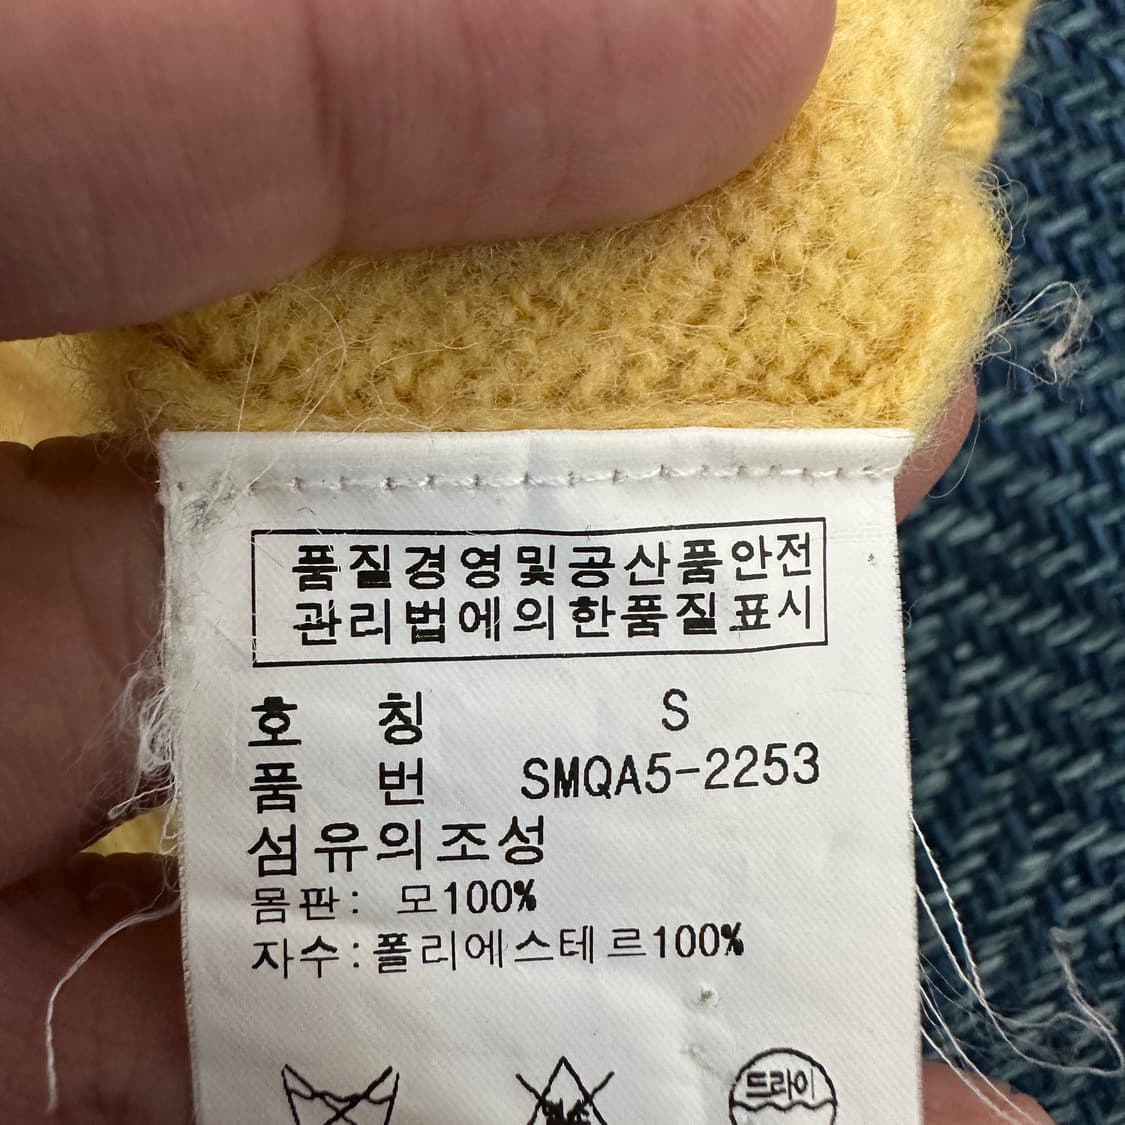 품질경영및공산품안전
관리법에의한품질표시
호 칭 S
품 번 SMQA5-2253
섬유의조성
몸판: 모100%
자수:폴리에스테르100%
드라이